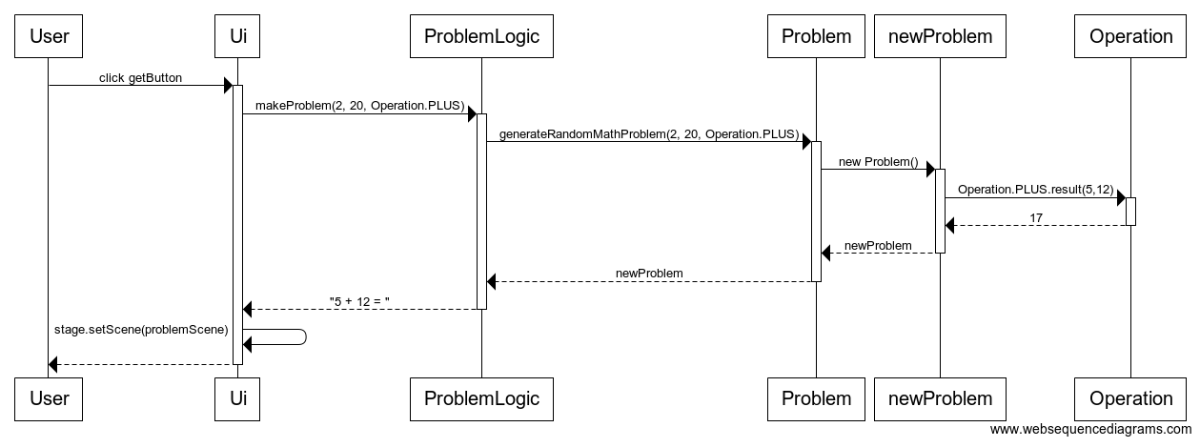 User Ui ProblemLogic Problem newProblem Operation
click getButton
makeProblem(2, 20, Operation.PLUS)
generateRandomMathProblem(2, 20, Operation.PLUS)
new Problem()
Operation.PLUS.result(5,12)
17
newProblem
newProblem
"5 + 12 = "
stage.setScene(problemScene)
User Ui ProblemLogic Problem newProblem Operation
www.websequencediagrams.com